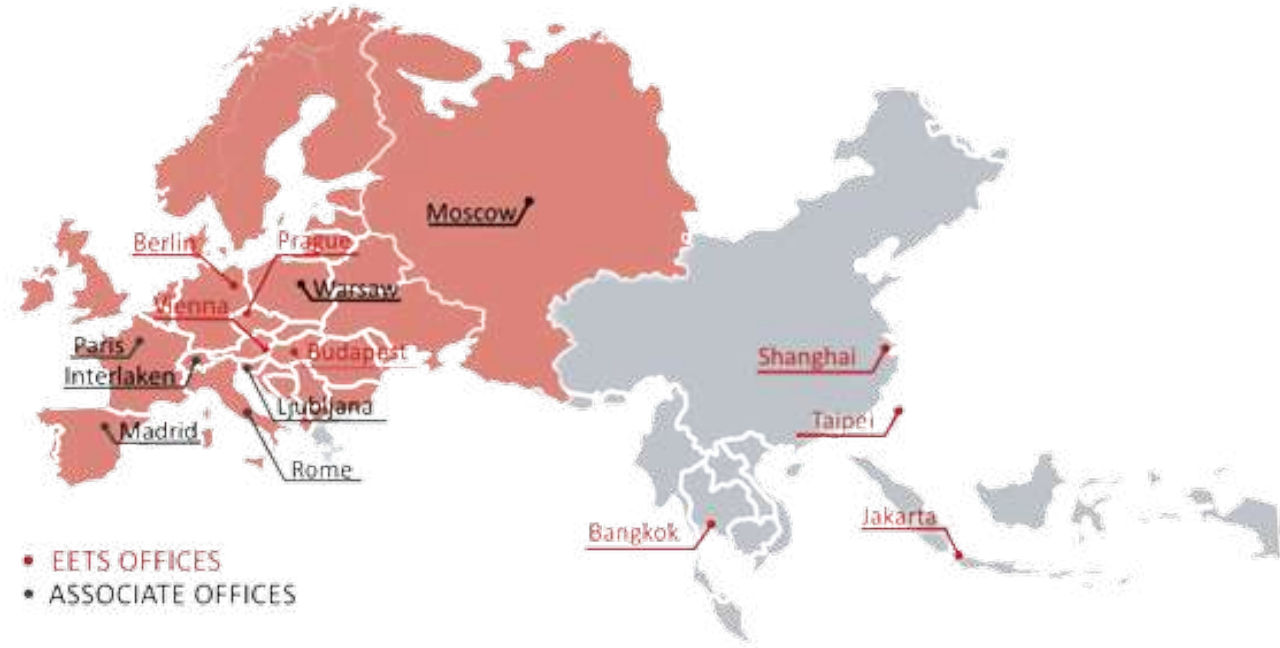 Moscow
Berlin
Prague
Warsaw
Vienna
Paris
Budapest
Interlaken
Ljubljana
Madrid
Rome
Shanghai
Taipei
Bangkok
Jakarta
EETS OFFICES
ASSOCIATE OFFICES